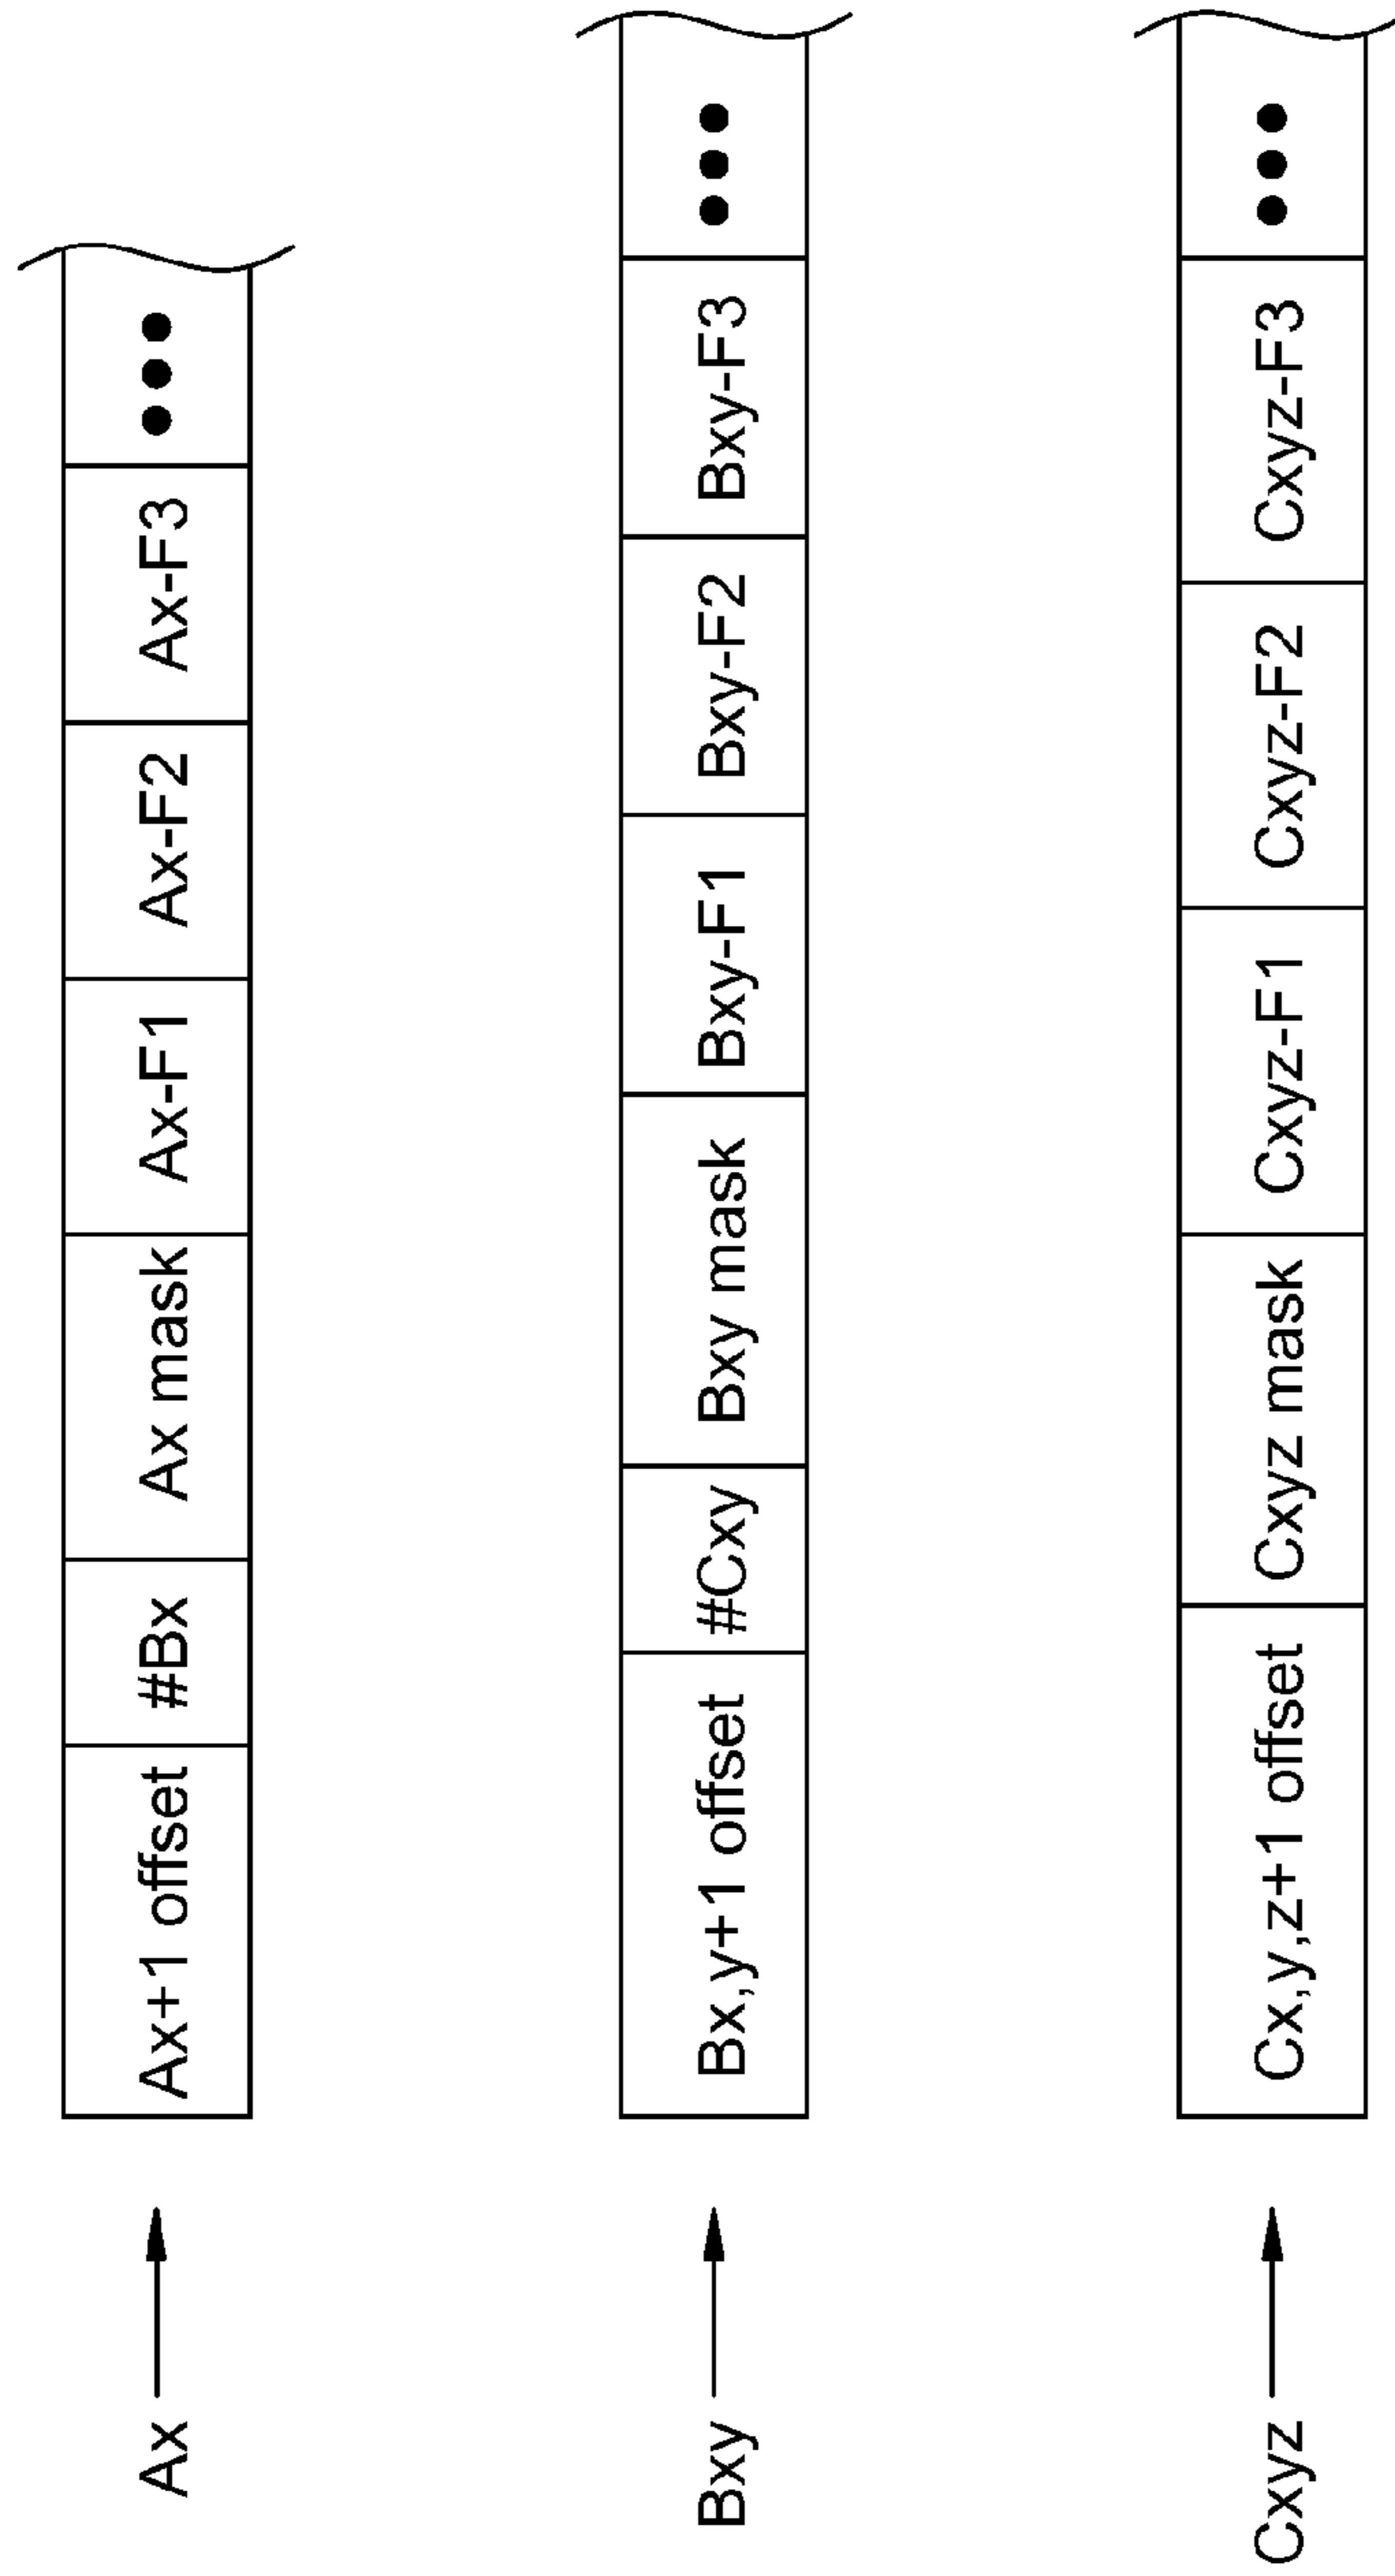 Ax Ax+1 offset #Bx Ax mask Ax-F1 Ax-F2 Ax-F3
Bxy Bx,y+1 offset #Cxy Bxy mask Bxy-F1 Bxy-F2 Bxy-F3
Cxyz Cx,y,z+1 offset Cxyz mask Cxyz-F1 Cxyz-F2 Cxyz-F3